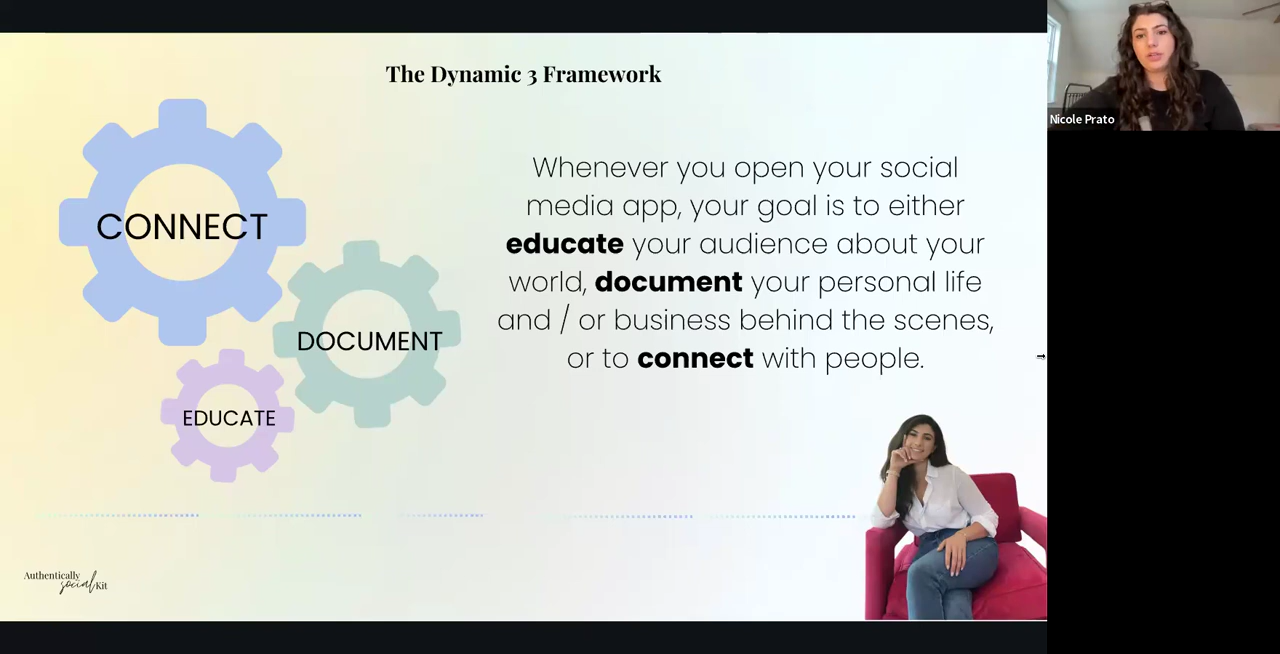 The Dynamic 3 Framework
CONNECT
DOCUMENT
EDUCATE
Whenever you open your social
media app, your goal is to either
educate your audience about your
world, document your personal life
and / or business behind the scenes,
or to connect with people.
Authentically
social Kit
Nicole Prato